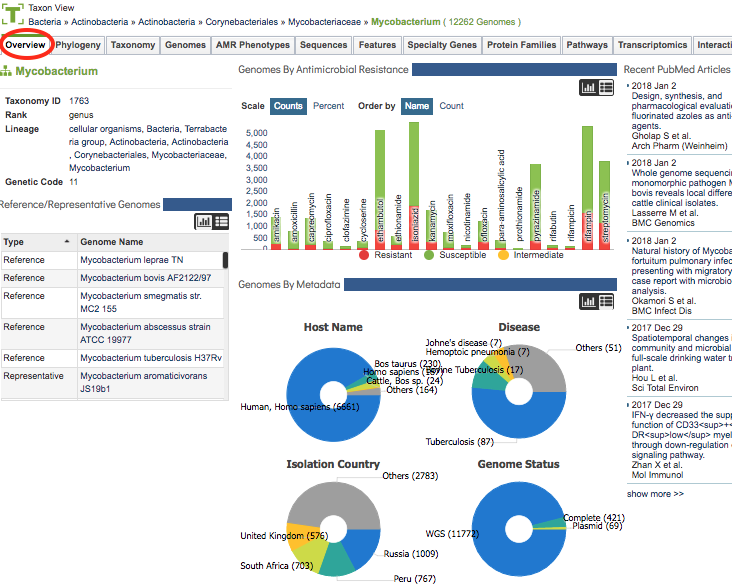 Taxon View
Bacteria » Actinobacteria » Actinobacteria » Corynebacteriales » Mycobacteriaceae » Mycobacterium ( 12262 Genomes )
Overview Phylogeny Taxonomy Genomes AMR Phenotypes Sequences Features Specialty Genes Protein Families Pathways Transcriptomics Interacti
Mycobacterium
Taxonomy ID 1763
Rank genus
Lineage cellular organisms, Bacteria, Terrabacte
ria group, Actinobacteria, Actinobacteria
, Corynebacteriales, Mycobacteriaceae,
Mycobacterium
Genetic Code 11
Reference/Representative Genomes
Type Genome Name
Reference Mycobacterium leprae TN
Reference Mycobacterium bovis AF2122/97
Reference Mycobacterium smegmatis str.
MC2 155
Reference Mycobacterium abscessus strain
ATCC 19977
Reference Mycobacterium tuberculosis H37Rv
Representative Mycobacterium aromaticivorans
JS19b1
Genomes By Antimicrobial Resistance
Scale Counts Percent Order by Name Count
5,000
4,500
4,000
3,500
3,000
2,500
2,000
1,500
1,000
500
0
amikacin
amoxicillin
capreomycin
ciprofloxacin
clofazimine
cycloserine
ethambutol
ethionamide
isoniazid
kanamycin
moxifloxacin
nicotinamide
ofloxacin
para-aminosalicylic acid
prothionamide
pyrazinamide
rifabutin
rifampicin
rifampin
streptomycin
Resistant Susceptible Intermediate
Genomes By Metadata
Host Name
Bos taurus (230)
Homo sapiens (167)
Cattle, Bos sp. (24)
Others (164)
Human, Homo sapiens (6661)
Disease
Johne's disease (7)
Hemoptoic pneumonia (7)
Bovine Tuberculosis (17)
Others (51)
Tuberculosis (87)
Isolation Country
Others (2783)
United Kingdom (576)
South Africa (703)
Russia (1009)
Peru (767)
Genome Status
Complete (421)
Plasmid (69)
WGS (11772)
Recent PubMed Articles
2018 Jan 2
Design, synthesis, and
pharmacological evaluati
fluorinated azoles as anti-
agents.
Gholap S et al.
Arch Pharm (Weinheim)
2018 Jan 2
Whole genome sequencin
monomorphic pathogen M
bovis reveals local differe
cattle clinical isolates.
Lasserre M et al.
BMC Genomics
2018 Jan 2
Natural history of Mycoba
fortuitum pulmonary infec
presenting with migratory
case report with microbio
analysis.
Okamori S et al.
BMC Infect Dis
2017 Dec 29
Spatiotemporal changes i
community and microbial
full-scale drinking water tr
plant.
Hou L et al.
Sci Total Environ
2017 Dec 29
IFN-γ decreased the supp
function of CD33<sup>+<
DR<sup>low</sup> myel
through down-regulation o
signaling pathway.
Zhan X et al.
Mol Immunol
show more >>